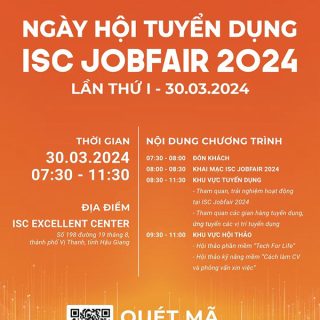 NGÀY HỘI TUYỂN DỤNG
ISC JOBFAIR 2024
LẦN THỨ I - 30.03.2024
THỜI GIAN
30.03.2024
07:30 - 11:30
ĐỊA ĐIỂM
ISC EXCELLENT CENTER
Số 198 đường 19 tháng 8,
thành phố Vị Thanh, tỉnh Hậu Giang
NỘI DUNG CHƯƠNG TRÌNH
07:30 - 08:00 ĐÓN KHÁCH
08:00 - 08:30 KHAI MẠC ISC JOBFAIR 2024
08:30 - 11:30 KHU VỰC TUYỂN DỤNG
- Tham quan, trải nghiệm hoạt động
tại ISC Jobfair 2024
- Tham quan các gian hàng tuyển dụng,
ứng tuyển các vị trí tuyển dụng
09:30 - 11:00 KHU VỰC HỘI THẢO
- Hội thảo phần mềm "Tech For Life"
- Hội thảo kỹ năng mềm "Cách làm CV
và phỏng vấn xin việc"
QUÉT MÃ